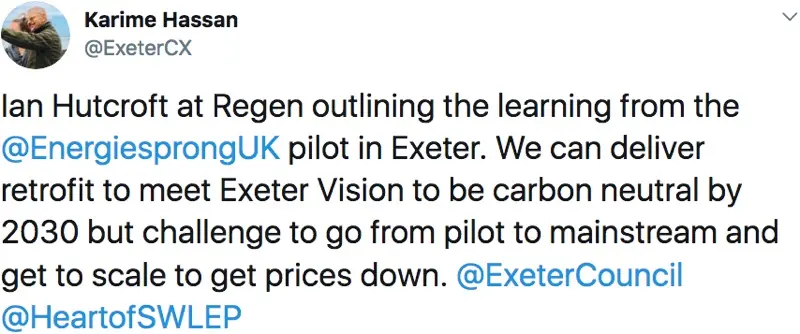 Karime Hassan
@ExeterCX
Ian Hutcroft at Regen outlining the learning from the
@EnergiesprongUK pilot in Exeter. We can deliver
retrofit to meet Exeter Vision to be carbon neutral by
2030 but challenge to go from pilot to mainstream and
get to scale to get prices down. @ExeterCouncil
@HeartofSWLEP